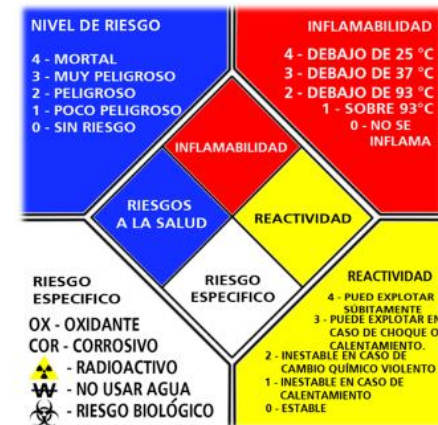 NIVEL DE RIESGO
4 - MORTAL
3 - MUY PELIGROSO
2 - PELIGROSO
1 - POCO PELIGROSO
0 - SIN RIESGO
INFLAMABILIDAD
4 - DEBAJO DE 25 °C
3 - DEBAJO DE 37 °C
2 - DEBAJO DE 93 °C
1 - SOBRE 93°C
0 - NO SE
INFLAMA
INFLAMABILIDAD
RIESGOS
A LA SALUD
REACTIVIDAD
RIESGO
ESPECIFICO
RIESGO
ESPECIFICO
OX - OXIDANTE
COR - CORROSIVO
- RADIOACTIVO
W - NO USAR AGUA
- RIESGO BIOLÓGICO
REACTIVIDAD
4 - PUED EXPLOTAR
SÚBITAMENTE
3 - PUEDE EXPLOTAR EN
CASO DE CHOQUE O
CALENTAMIENTO.
2 - INESTABLE EN CASO DE
CAMBIO QUÍMICO VIOLENTO
1 - INESTABLE EN CASO DE
CALENTAMIENTO
0 - ESTABLE